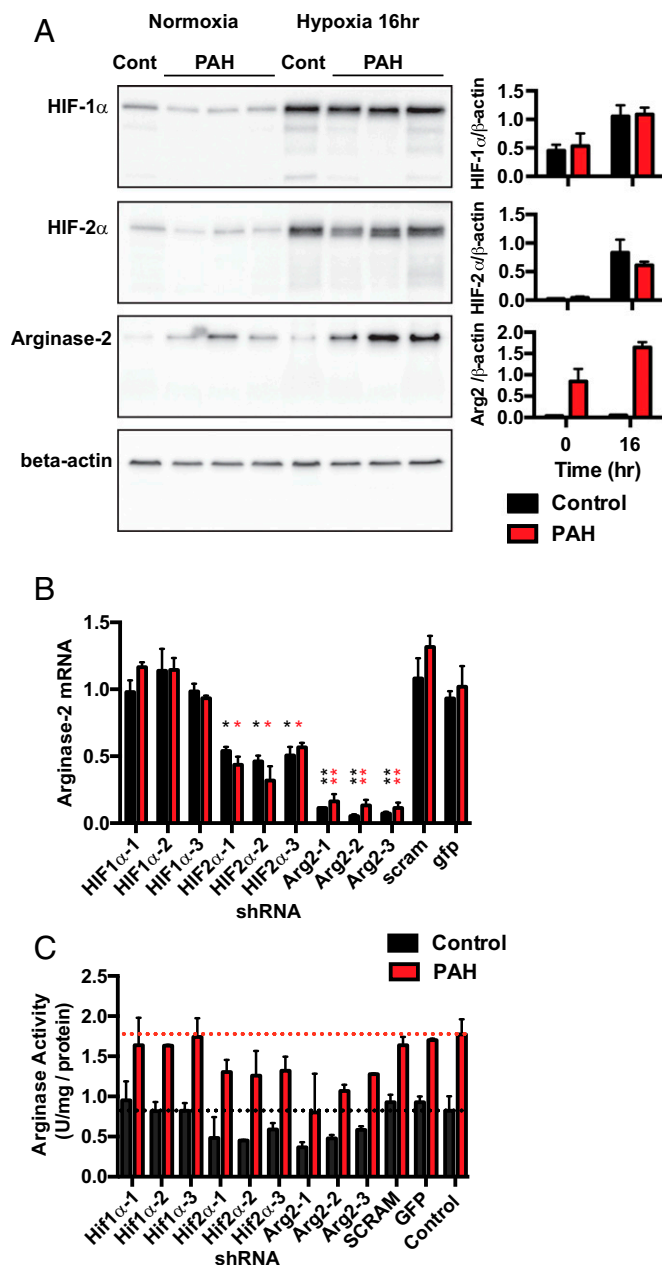 A
Normoxia Hypoxia 16hr
Cont PAH Cont PAH
HIF-1α
HIF-2α
Arginase-2
beta-actin
HIF-1α/β-actin
1.5
1.0
0.5
0.0
HIF-2α/β-actin
1.5
1.0
0.5
0.0
Arg2/β-actin
2.0
1.5
1.0
0.5
0.0
0 16
Time (hr)
Control
PAH
B
Arginase-2 mRNA
1.5
1.0
0.5
0.0
* * * * * *
** ** ** ** ** **
HIF1α-1 HIF1α-2 HIF1α-3 HIF2α-1 HIF2α-2 HIF2α-3 Arg2-1 Arg2-2 Arg2-3 scram gfp
shRNA
C
Control
PAH
Arginase Activity
(U/mg / protein)
2.5
2.0
1.5
1.0
0.5
0.0
Hif1α-1 Hif1α-2 Hif1α-3 Hif2α-1 Hif2α-2 Hif2α-3 Arg2-1 Arg2-2 Arg2-3 SCRAM GFP Control
shRNA